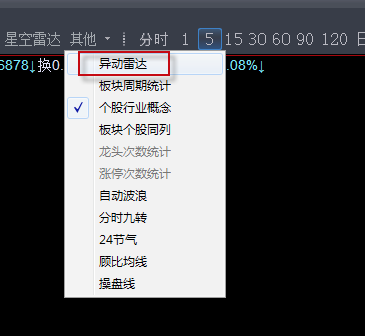 星空雷达 其他 分时 1 5 15 30 60 90 120 日
6878↓换0. .08%↓
异动雷达
板块周期统计
✓ 个股行业概念
板块个股同列
龙头次数统计
涨停次数统计
自动波浪
分时九转
24节气
顾比均线
操盘线